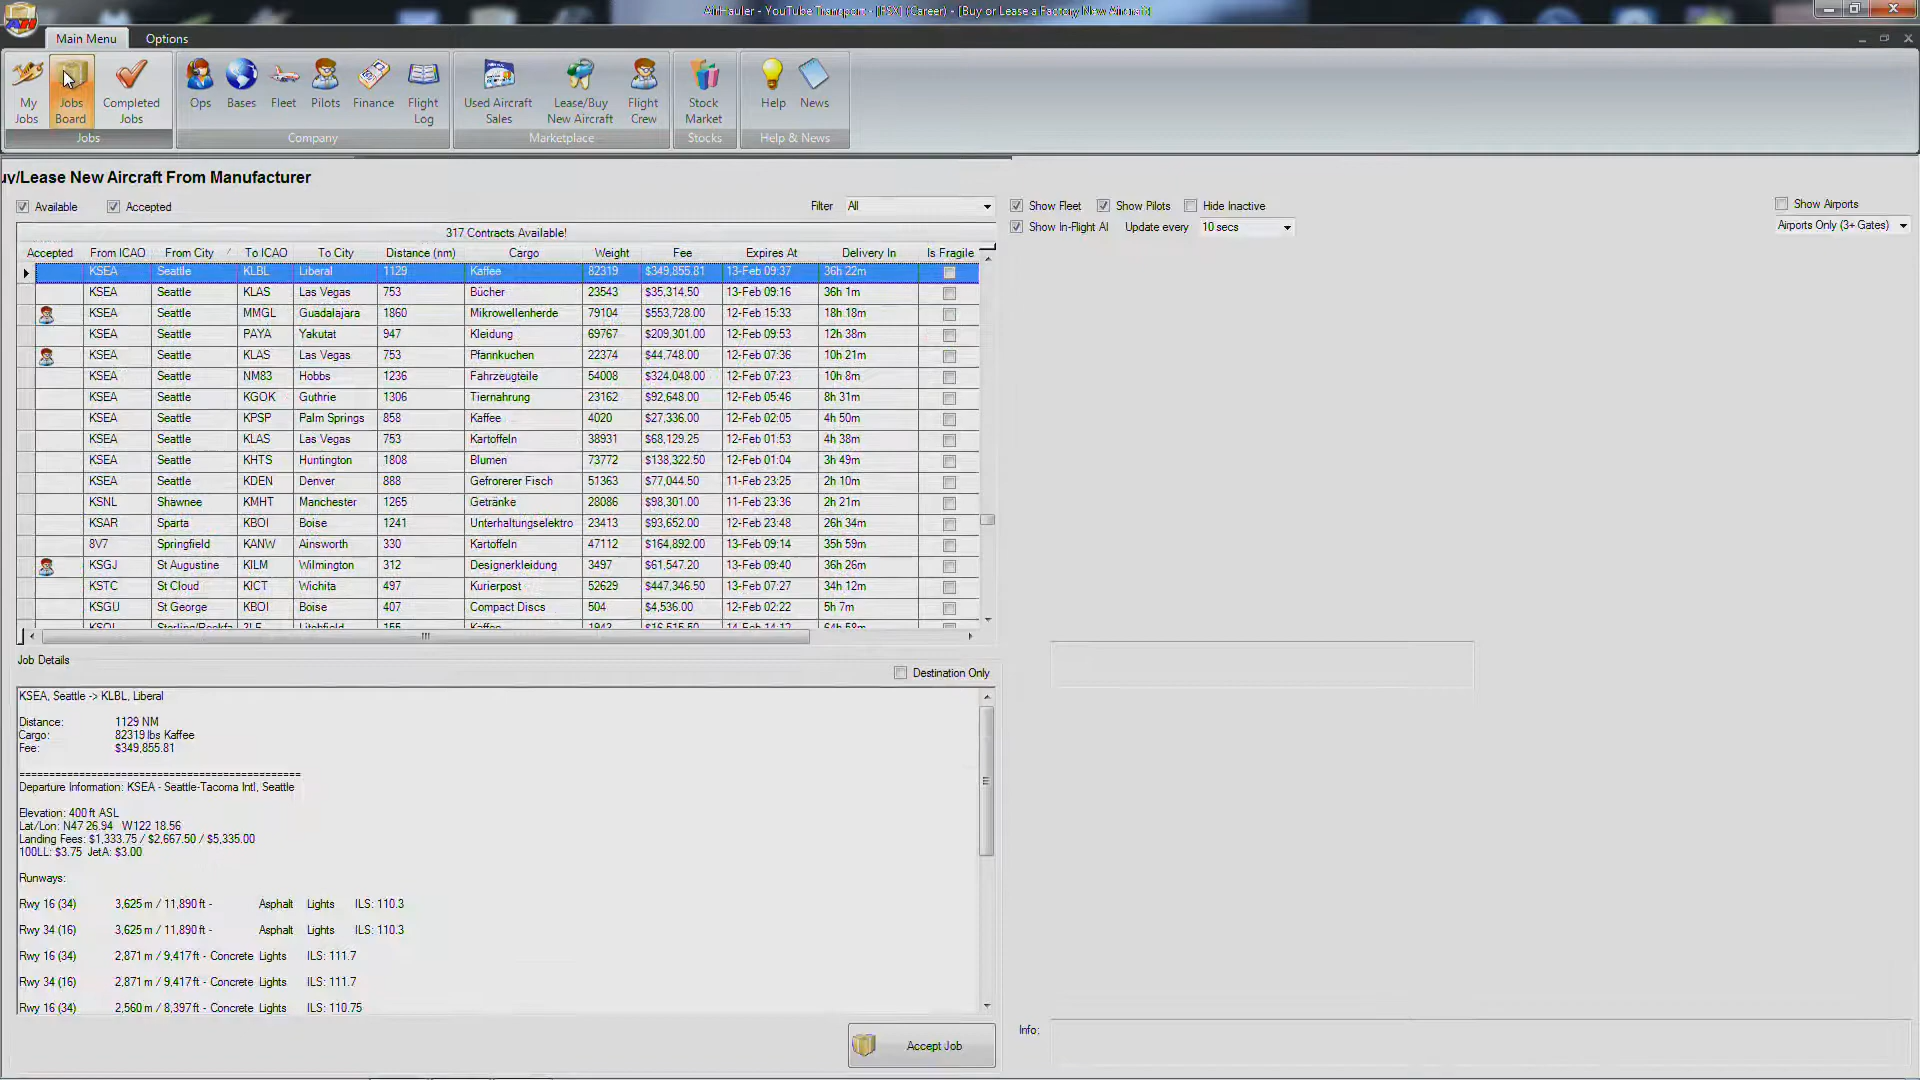 AirHauler - YouTube Transport - [FSX] (Career) - [Buy or Lease a Factory New Aircraft]
Main Menu Options
My Jobs
Jobs Board
Completed Jobs
Ops
Bases
Fleet
Pilots
Finance
Flight Log
Used Aircraft Sales
Lease/Buy New Aircraft
Flight Crew
Stock Market
Help
News
Jobs Company Marketplace Stocks Help & News
uy/Lease New Aircraft From Manufacturer
Available Accepted Filter All
Show Fleet Show Pilots Hide Inactive Show Airports
Show In-Flight AI Update every 10 secs Airports Only (3+ Gates)
317 Contracts Available!
Accepted From ICAO From City To ICAO To City Distance (nm) Cargo Weight Fee Expires At Delivery In Is Fragile
KSEA Seattle KLBL Liberal 1129 Kaffee 82319 $349,855.81 13-Feb 09:37 36h 22m
KSEA Seattle KLAS Las Vegas 753 Bücher 23543 $35,314.50 13-Feb 09:16 36h 1m
KSEA Seattle MMGL Guadalajara 1860 Mikrowellenherde 79104 $553,728.00 12-Feb 15:33 18h 18m
KSEA Seattle PAYA Yakutat 947 Kleidung 69767 $209,301.00 12-Feb 09:53 12h 38m
KSEA Seattle KLAS Las Vegas 753 Pfannkuchen 22374 $44,748.00 12-Feb 07:36 10h 21m
KSEA Seattle NM83 Hobbs 1236 Fahrzeugteile 54008 $324,048.00 12-Feb 07:23 10h 8m
KSEA Seattle KGOK Guthrie 1306 Tiernahrung 23162 $92,648.00 12-Feb 05:46 8h 31m
KSEA Seattle KPSP Palm Springs 858 Kaffee 4020 $27,336.00 12-Feb 02:05 4h 50m
KSEA Seattle KLAS Las Vegas 753 Kartoffeln 38931 $68,129.25 12-Feb 01:53 4h 38m
KSEA Seattle KHTS Huntington 1808 Blumen 73772 $138,322.50 12-Feb 01:04 3h 49m
KSEA Seattle KDEN Denver 888 Gefrorerer Fisch 51363 $77,044.50 11-Feb 23:25 2h 10m
KSNL Shawnee KMHT Manchester 1265 Getränke 28086 $98,301.00 11-Feb 23:36 2h 21m
KSAR Sparta KBOI Boise 1241 Unterhaltungselektro 23413 $93,652.00 12-Feb 23:48 26h 34m
8V7 Springfield KANW Ainsworth 330 Kartoffeln 47112 $164,892.00 13-Feb 09:14 35h 59m
KSGJ St Augustine KILM Wilmington 312 Designerkleidung 3497 $61,547.20 13-Feb 09:40 36h 26m
KSTC St Cloud KICT Wichita 497 Kurierpost 52629 $447,346.50 13-Feb 07:27 34h 12m
KSGU St George KBOI Boise 407 Compact Discs 504 $4,536.00 12-Feb 02:22 5h 7m
Job Details
Destination Only
KSEA, Seattle -> KLBL, Liberal
Distance: 1129 NM
Cargo: 82319 lbs Kaffee
Fee: $349,855.81
===============================================
Departure Information: KSEA - Seattle-Tacoma Intl, Seattle
Elevation: 400 ft ASL
Lat/Lon: N47 26.94 W122 18.56
Landing Fees: $1,333.75 / $2,667.50 / $5,335.00
100LL: $3.75 JetA: $3.00
Runways:
Rwy 16 (34) 3,625 m / 11,890 ft - Asphalt Lights ILS: 110.3
Rwy 34 (16) 3,625 m / 11,890 ft - Asphalt Lights ILS: 110.3
Rwy 16 (34) 2,871 m / 9,417 ft - Concrete Lights ILS: 111.7
Rwy 34 (16) 2,871 m / 9,417 ft - Concrete Lights ILS: 111.7
Rwy 16 (34) 2,560 m / 8,397 ft - Concrete Lights ILS: 110.75
Accept Job
Info: